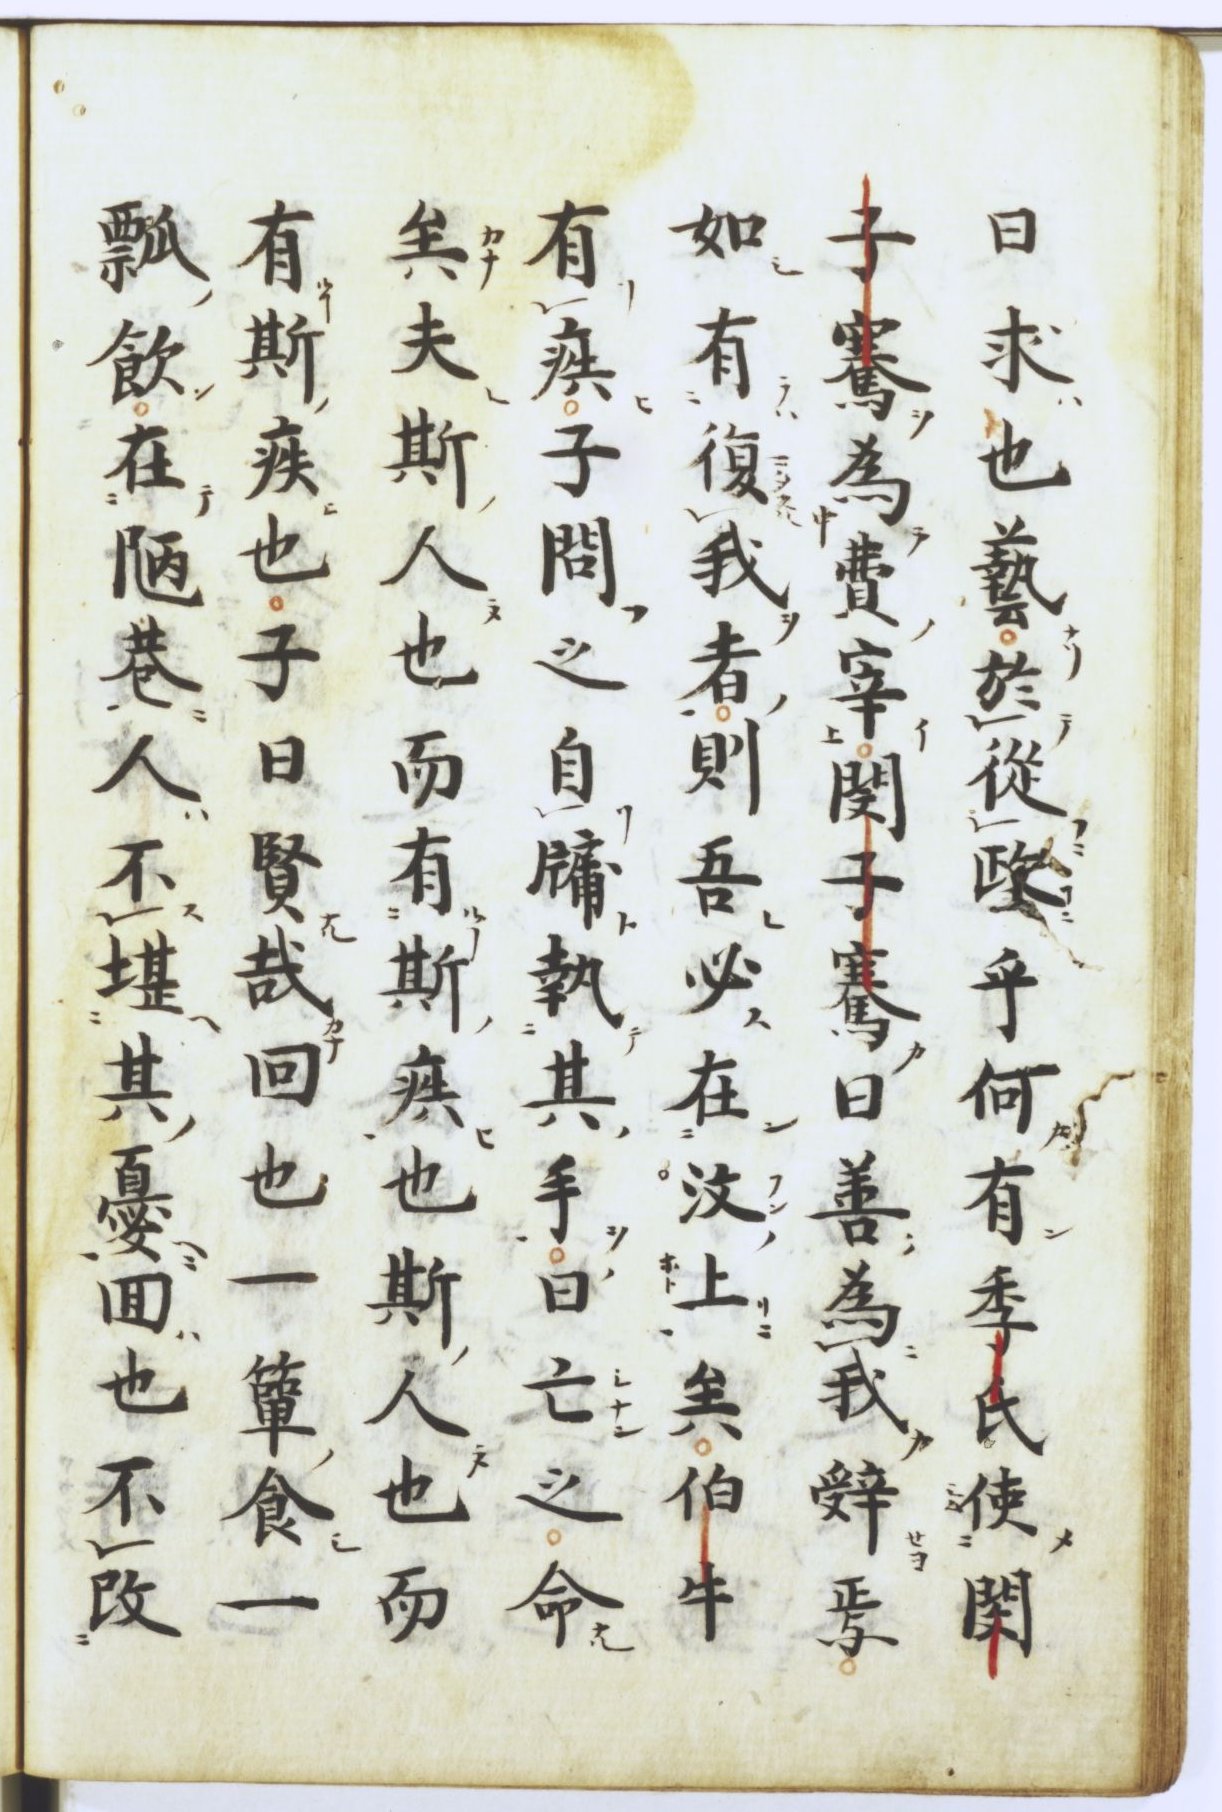 曰求也藝於從政乎何有季氏使閔
子騫為費宰閔子騫曰善為我辤焉
如有復我者則吾必在汶上矣伯牛
有疾子問之自牖執其手曰亡之命
矣夫斯人也而有斯疾也斯人也而
有斯疾也子曰賢哉回也一簞食一
瓢飲在陋巷人不堪其憂回也不改